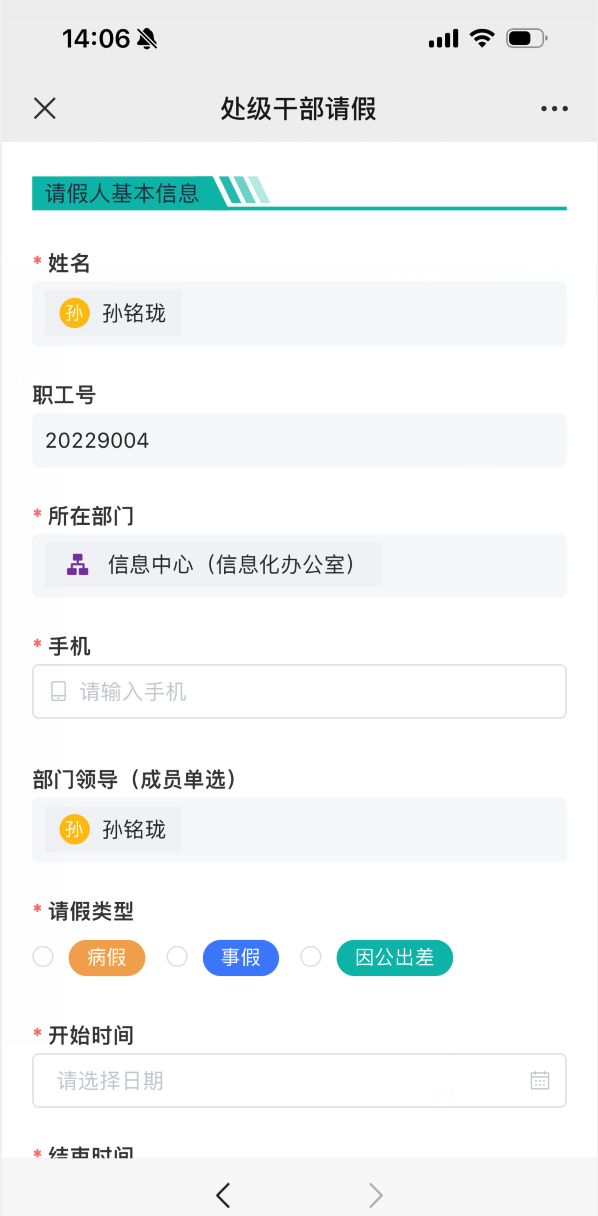 14:06
处级干部请假
请假人基本信息
* 姓名
孙 孙铭珑
职工号
20229004
* 所在部门
信息中心（信息化办公室）
* 手机
请输入手机
部门领导（成员单选）
孙 孙铭珑
* 请假类型
病假 事假 因公出差
* 开始时间
请选择日期
* 结束时间